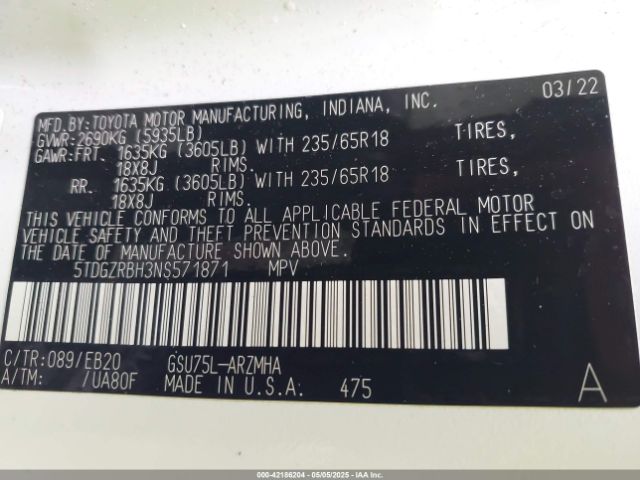 MFD.BY:TOYOTA MOTOR MANUFACTURING, INDIANA, INC. 03/22
GVWR:2690KG (5935LB)
GAWR:FRT. 1635KG (3605LB) WITH 235/65R18 TIRES,
18X8J RIMS.
RR. 1635KG (3605LB) WITH 235/65R18 TIRES,
18X8J RIMS.
THIS VEHICLE CONFORMS TO ALL APPLICABLE FEDERAL MOTOR
VEHICLE SAFETY AND THEFT PREVENTION STANDARDS IN EFFECT ON
THE DATE OF MANUFACTURE SHOWN ABOVE.
5TDGZRBH3NS571871 MPV
C/TR:089/EB20 GSU75L-ARZMHA
A/TM: /UA80F MADE IN U.S.A. 475 A
000-42186204 - 05/05/2025 - IAAI.com